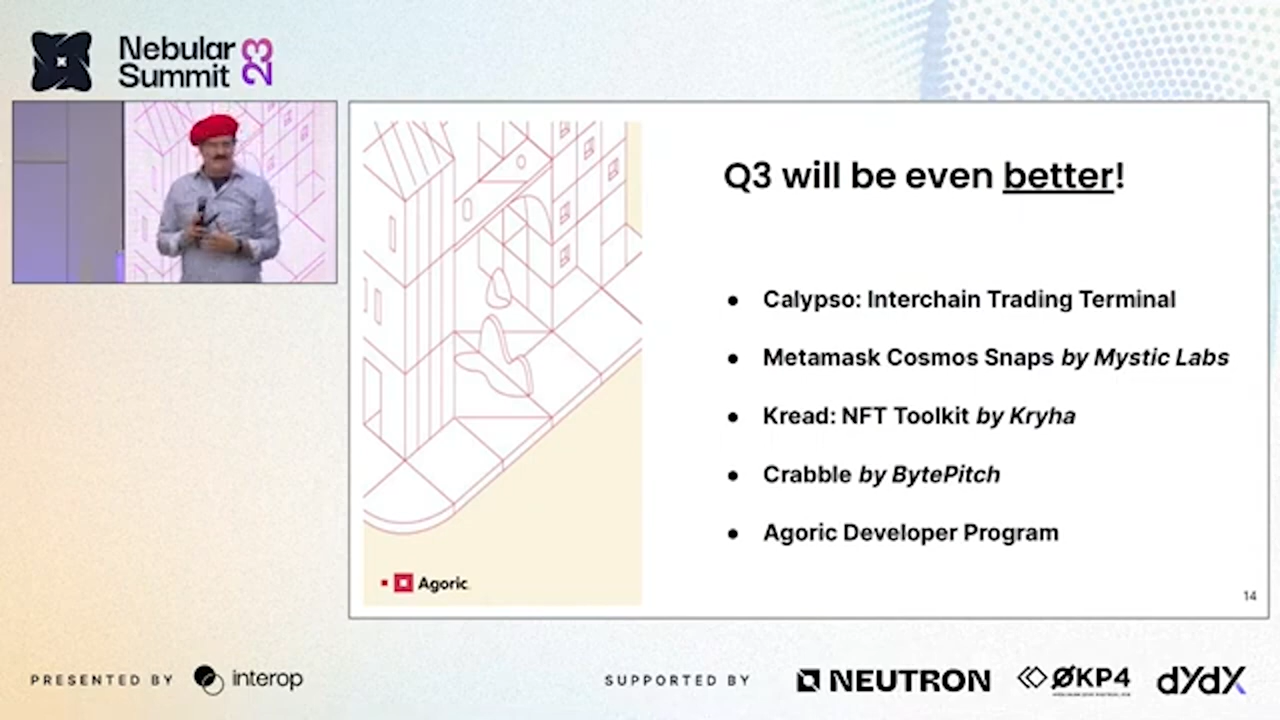 Nebular
Summit 23
Q3 will be even better!
● Calypso: Interchain Trading Terminal
● Metamask Cosmos Snaps by Mystic Labs
● Kread: NFT Toolkit by Kryha
● Crabble by BytePitch
● Agoric Developer Program
Agoric
14
PRESENTED BY interop
SUPPORTED BY NEUTRON ØKP4 dYdX